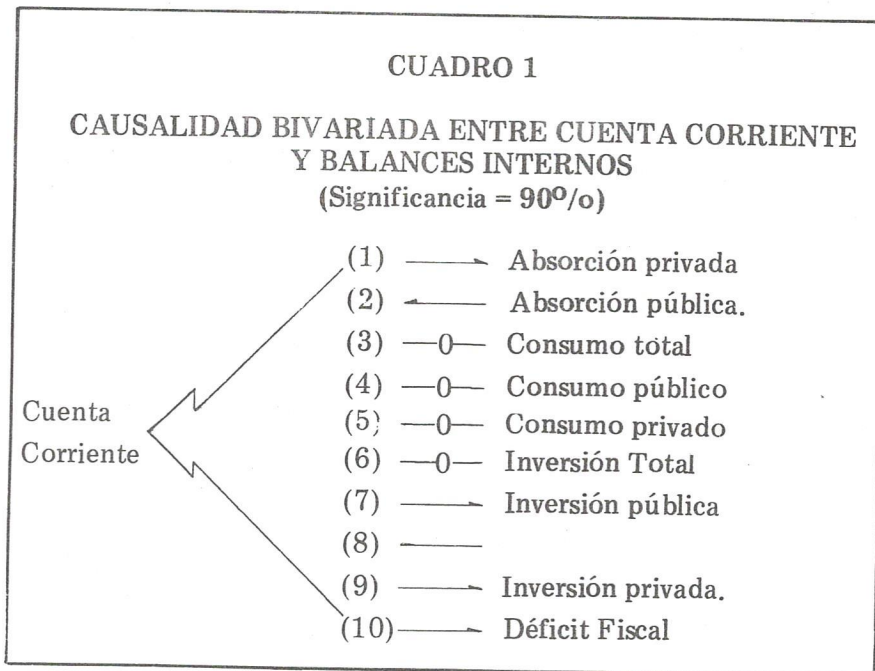 CUADRO 1
CAUSALIDAD BIVARIADA ENTRE CUENTA CORRIENTE
Y BALANCES INTERNOS
(Significancia = 90º/o)
(1) Absorción privada
(2) Absorción pública.
(3) —0— Consumo total
(4) —0— Consumo público
(5) —0— Consumo privado
(6) —0— Inversión Total
(7) Inversión pública
(8)
(9) Inversión privada.
(10) Déficit Fiscal
Cuenta
Corriente